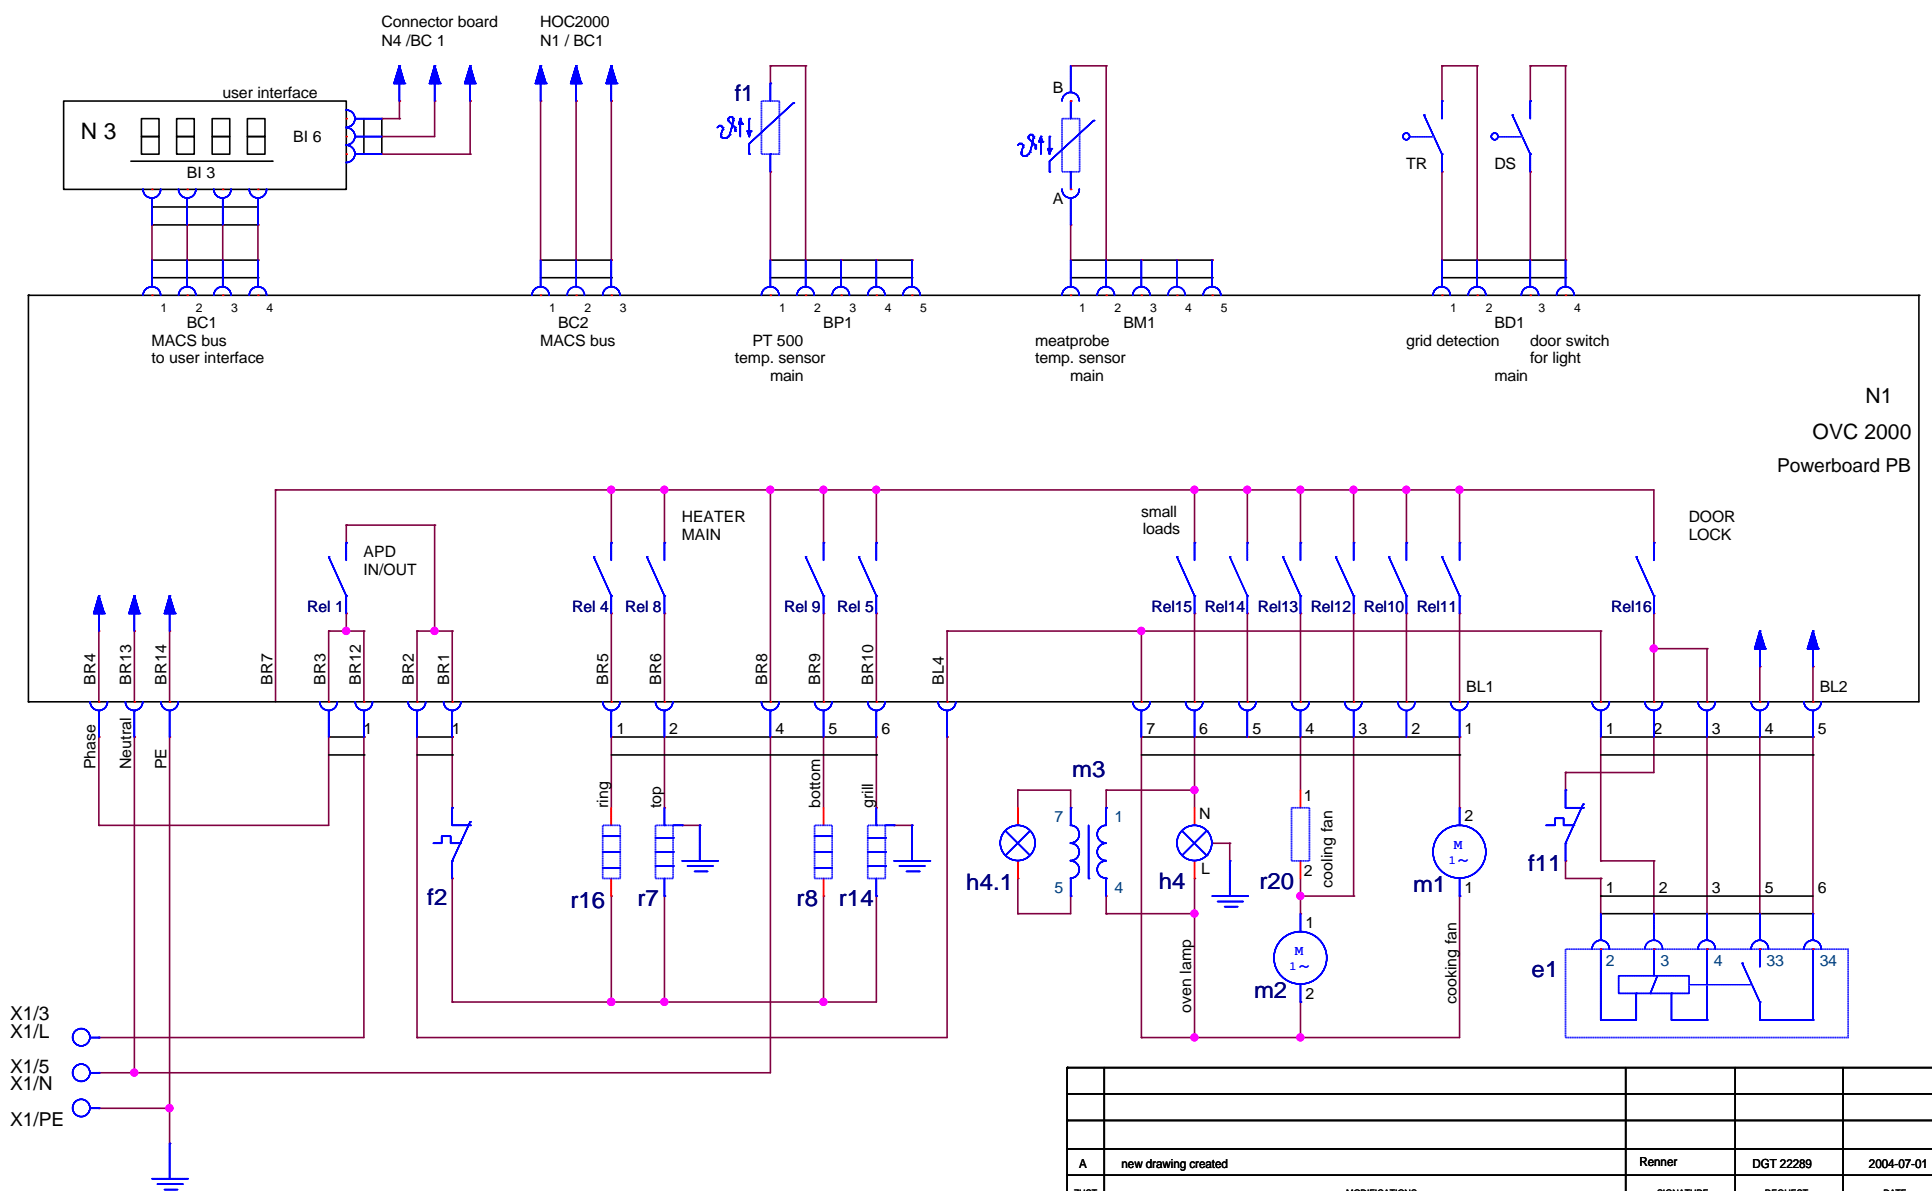 Connector board
N4 /BC 1
HOC2000
N1 / BC1
user interface
N 3
BI 6
BI 3
f1
B
A
TR
DS
1 2 3 4
BC1
MACS bus
to user interface
1 2 3
BC2
MACS bus
1 2 3 4 5
BP1
PT 500
temp. sensor
main
1 2 3 4 5
BM1
meatprobe
temp. sensor
main
1 2 3 4
BD1
grid detection
door switch
for light
main
N1
OVC 2000
Powerboard PB
APD
IN/OUT
HEATER
MAIN
small
loads
DOOR
LOCK
Rel 1
Rel 4
Rel 8
Rel 9
Rel 5
Rel15
Rel14
Rel13
Rel12
Rel10
Rel11
Rel16
BR4
BR13
BR14
BR7
BR3
BR12
BR2
BR1
BR5
BR6
BR8
BR9
BR10
BL4
BL1
BL2
Phase
Neutral
PE
1
1
1 2 4 5 6
7 6 5 4 3 2 1
1 2 3 4 5
ring
top
bottom
grill
f2
r16
r7
r8
r14
m3
7
1
5
4
h4.1
N
L
h4
oven lamp
1
2
r20
cooling fan
M
1~
1
2
m2
2
M
1~
1
m1
cooking fan
f11
1 2 3 5 6
2 3 4 33 34
e1
X1/3
X1/L
X1/5
X1/N
X1/PE
A new drawing created Renner DGT 22289 2004-07-01